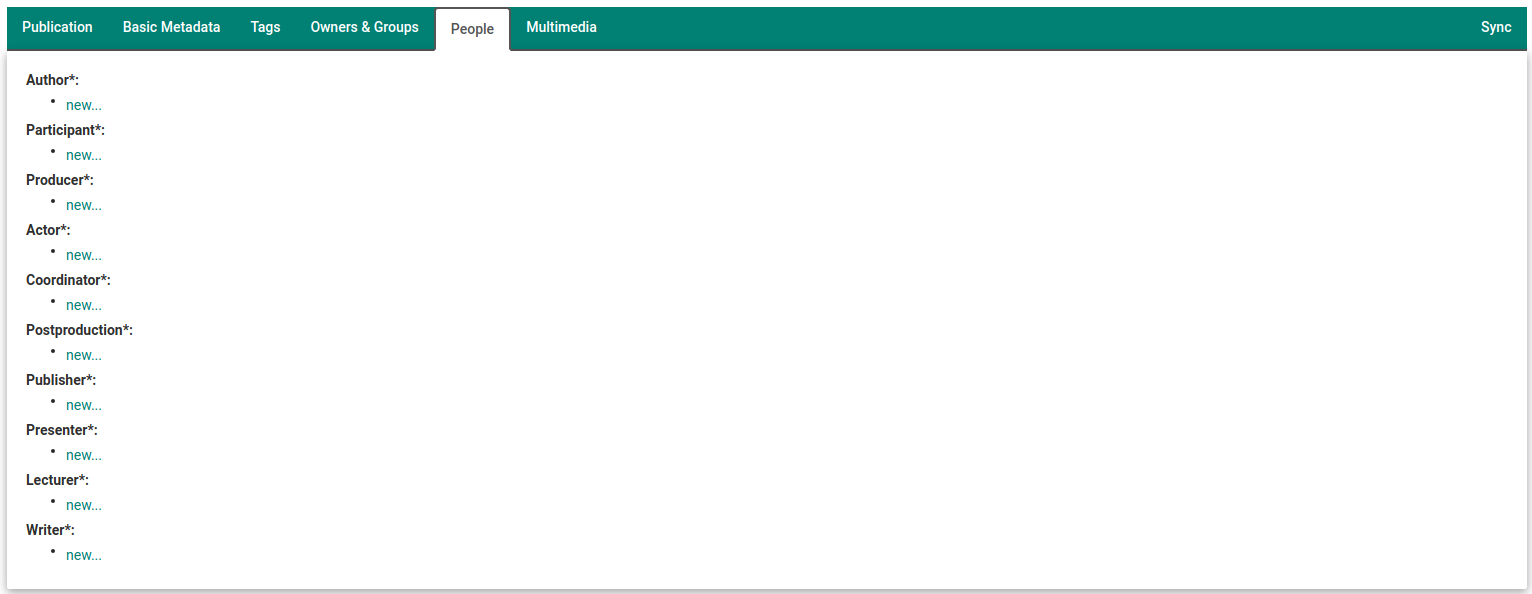 Publication Basic Metadata Tags Owners & Groups People Multimedia Sync
Author*:
• new...
Participant*:
• new...
Producer*:
• new...
Actor*:
• new...
Coordinator*:
• new...
Postproduction*:
• new...
Publisher*:
• new...
Presenter*:
• new...
Lecturer*:
• new...
Writer*:
• new...